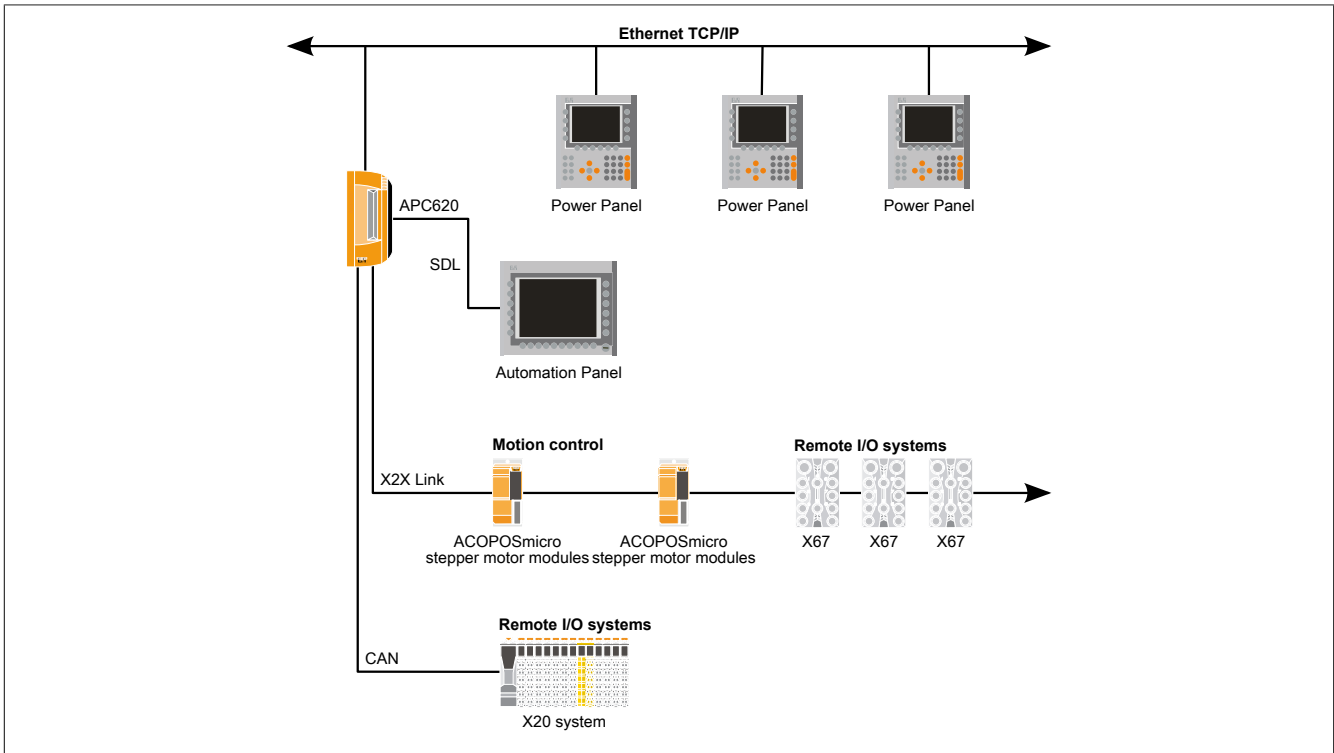 Ethernet TCP/IP
Power Panel
Power Panel
Power Panel
APC620
SDL
Automation Panel
Motion control
Remote I/O systems
X2X Link
ACOPOSmicro
stepper motor modules
ACOPOSmicro
stepper motor modules
X67
X67
X67
Remote I/O systems
CAN
X20 system